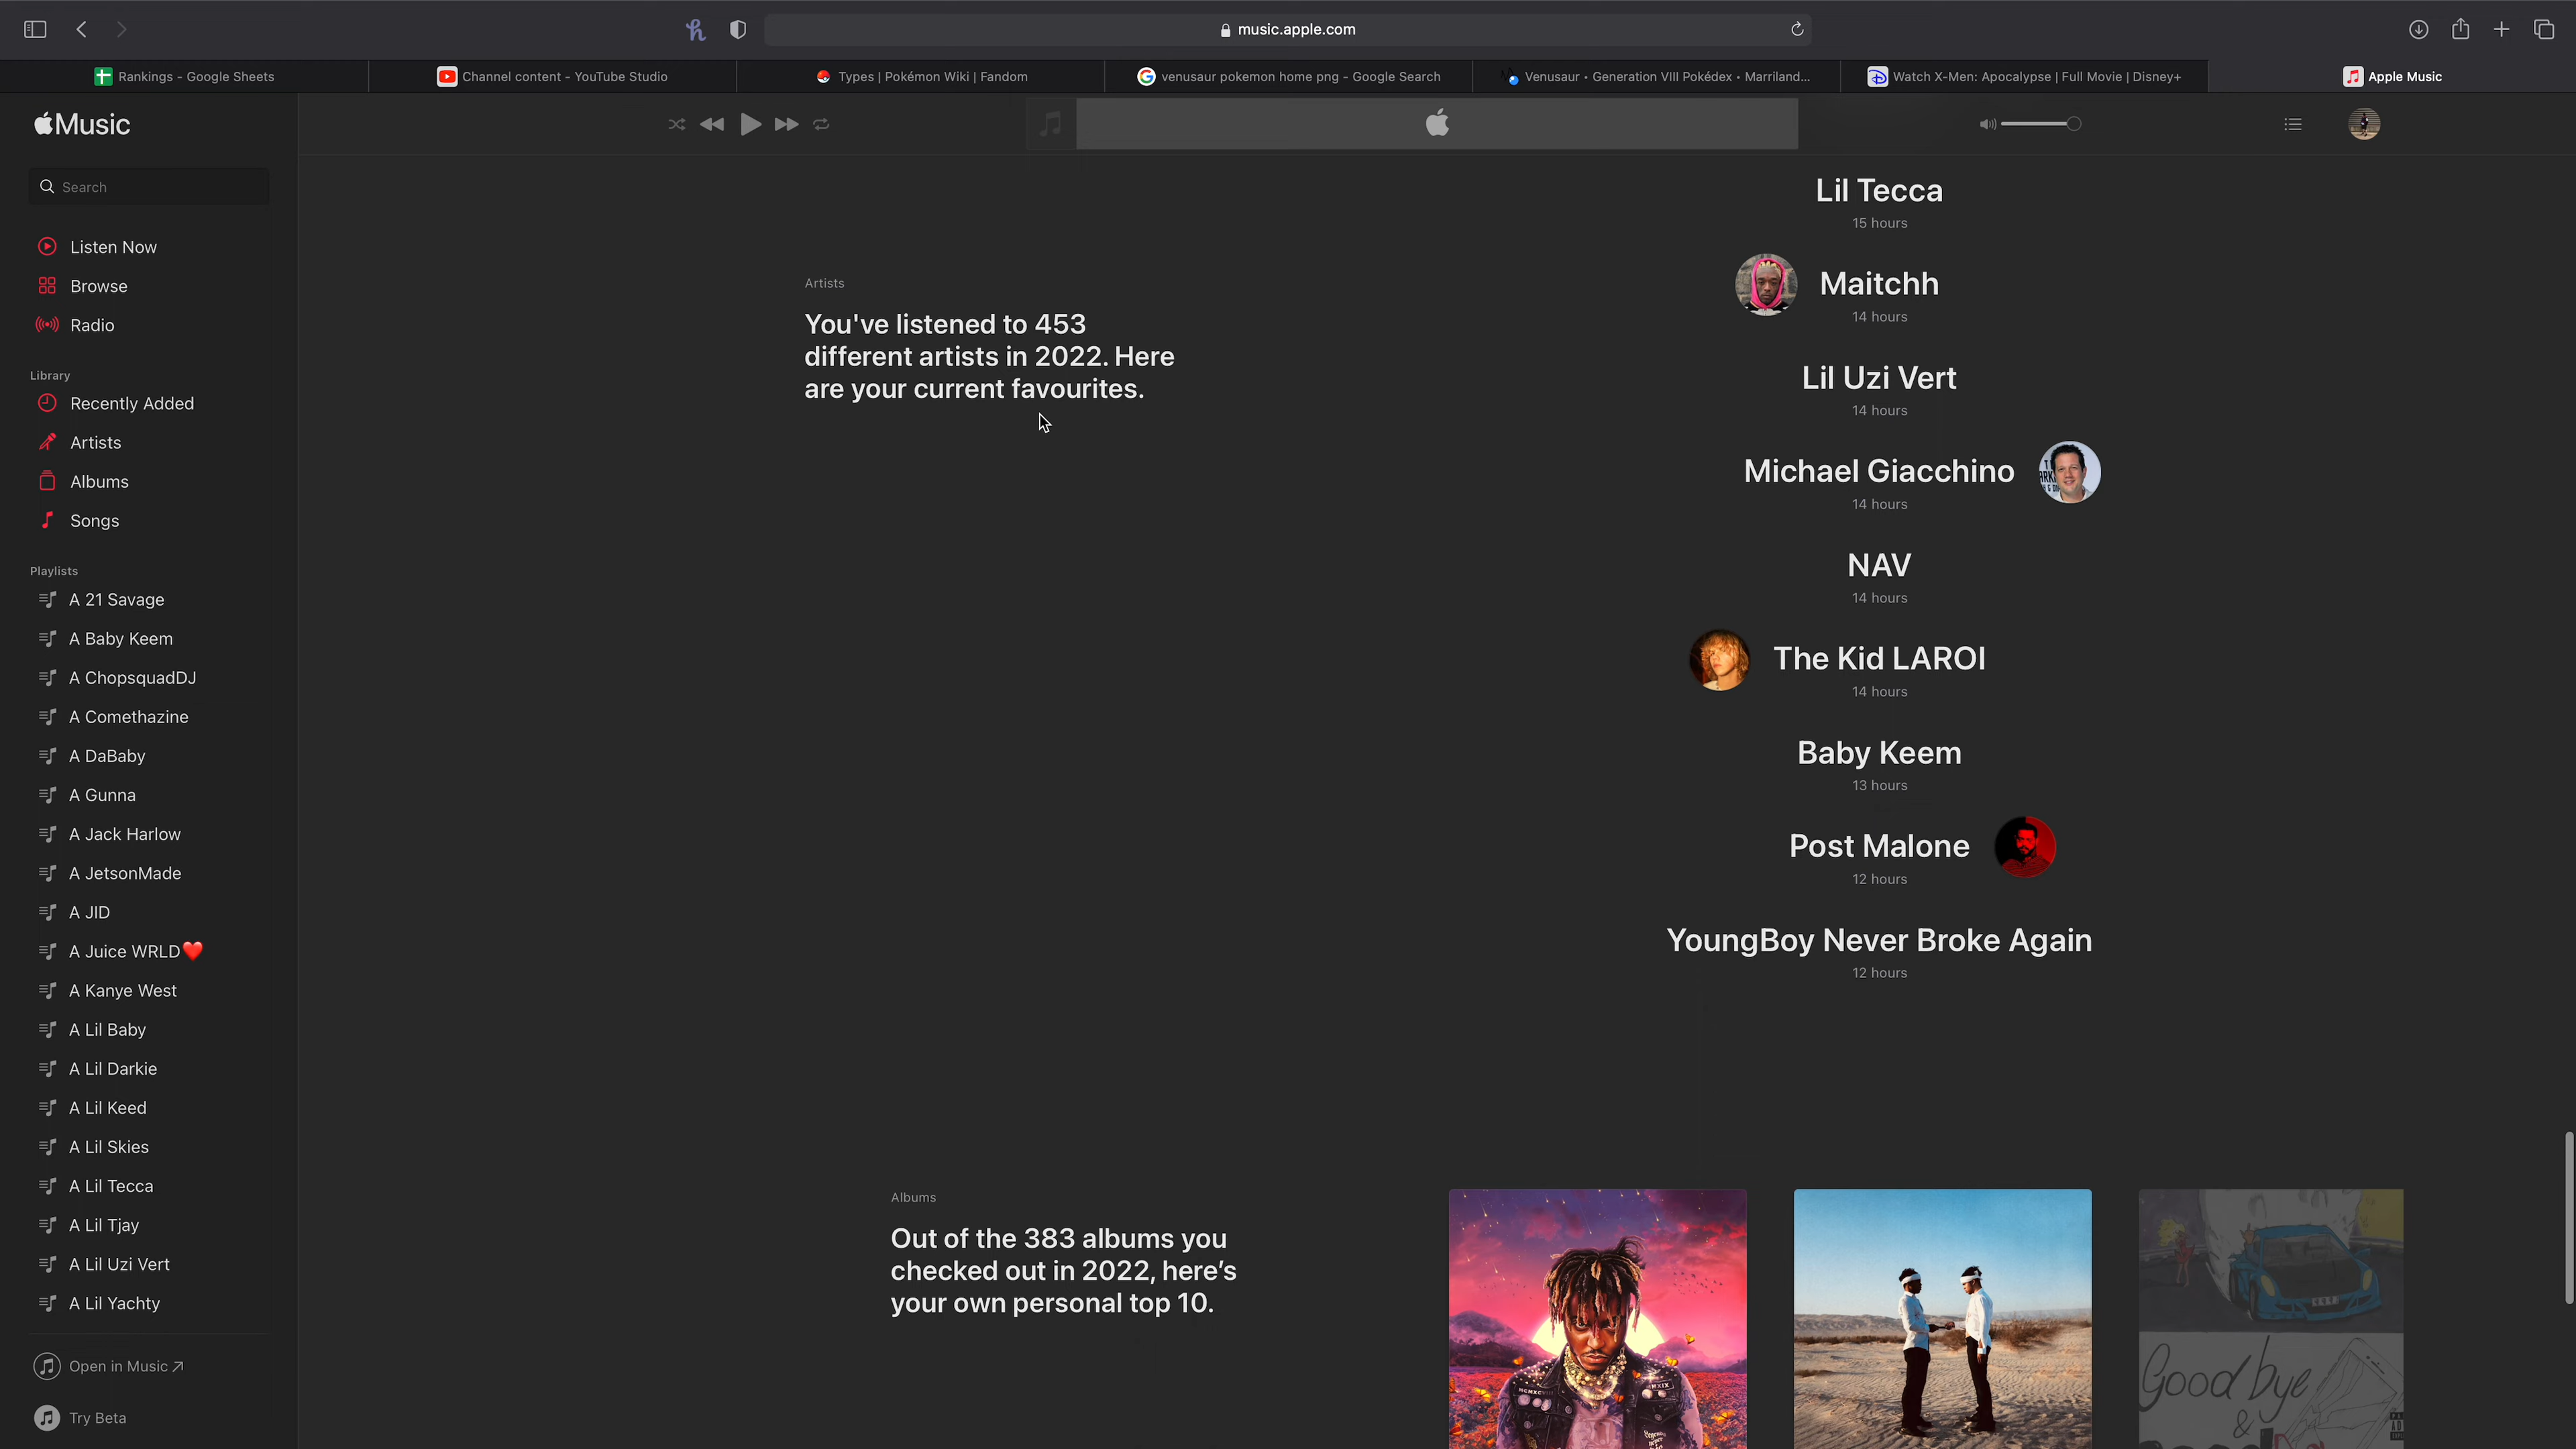 music.apple.com
Rankings - Google Sheets
Channel content - YouTube Studio
Types | Pokémon Wiki | Fandom
venusaur pokemon home png - Google Search
Venusaur • Generation VIII Pokédex • Marriland...
Watch X-Men: Apocalypse | Full Movie | Disney+
Apple Music
Music
Search
Listen Now
Browse
Radio
Library
Recently Added
Artists
Albums
Songs
Playlists
A 21 Savage
A Baby Keem
A ChopsquadDJ
A Comethazine
A DaBaby
A Gunna
A Jack Harlow
A JetsonMade
A JID
A Juice WRLD❤️
A Kanye West
A Lil Baby
A Lil Darkie
A Lil Keed
A Lil Skies
A Lil Tecca
A Lil Tjay
A Lil Uzi Vert
A Lil Yachty
Open in Music ↗
Try Beta
Artists
You've listened to 453
different artists in 2022. Here
are your current favourites.
Lil Tecca
15 hours
Maitchh
14 hours
Lil Uzi Vert
14 hours
Michael Giacchino
14 hours
NAV
14 hours
The Kid LAROI
14 hours
Baby Keem
13 hours
Post Malone
12 hours
YoungBoy Never Broke Again
12 hours
Albums
Out of the 383 albums you
checked out in 2022, here's
your own personal top 10.
Good bye
&